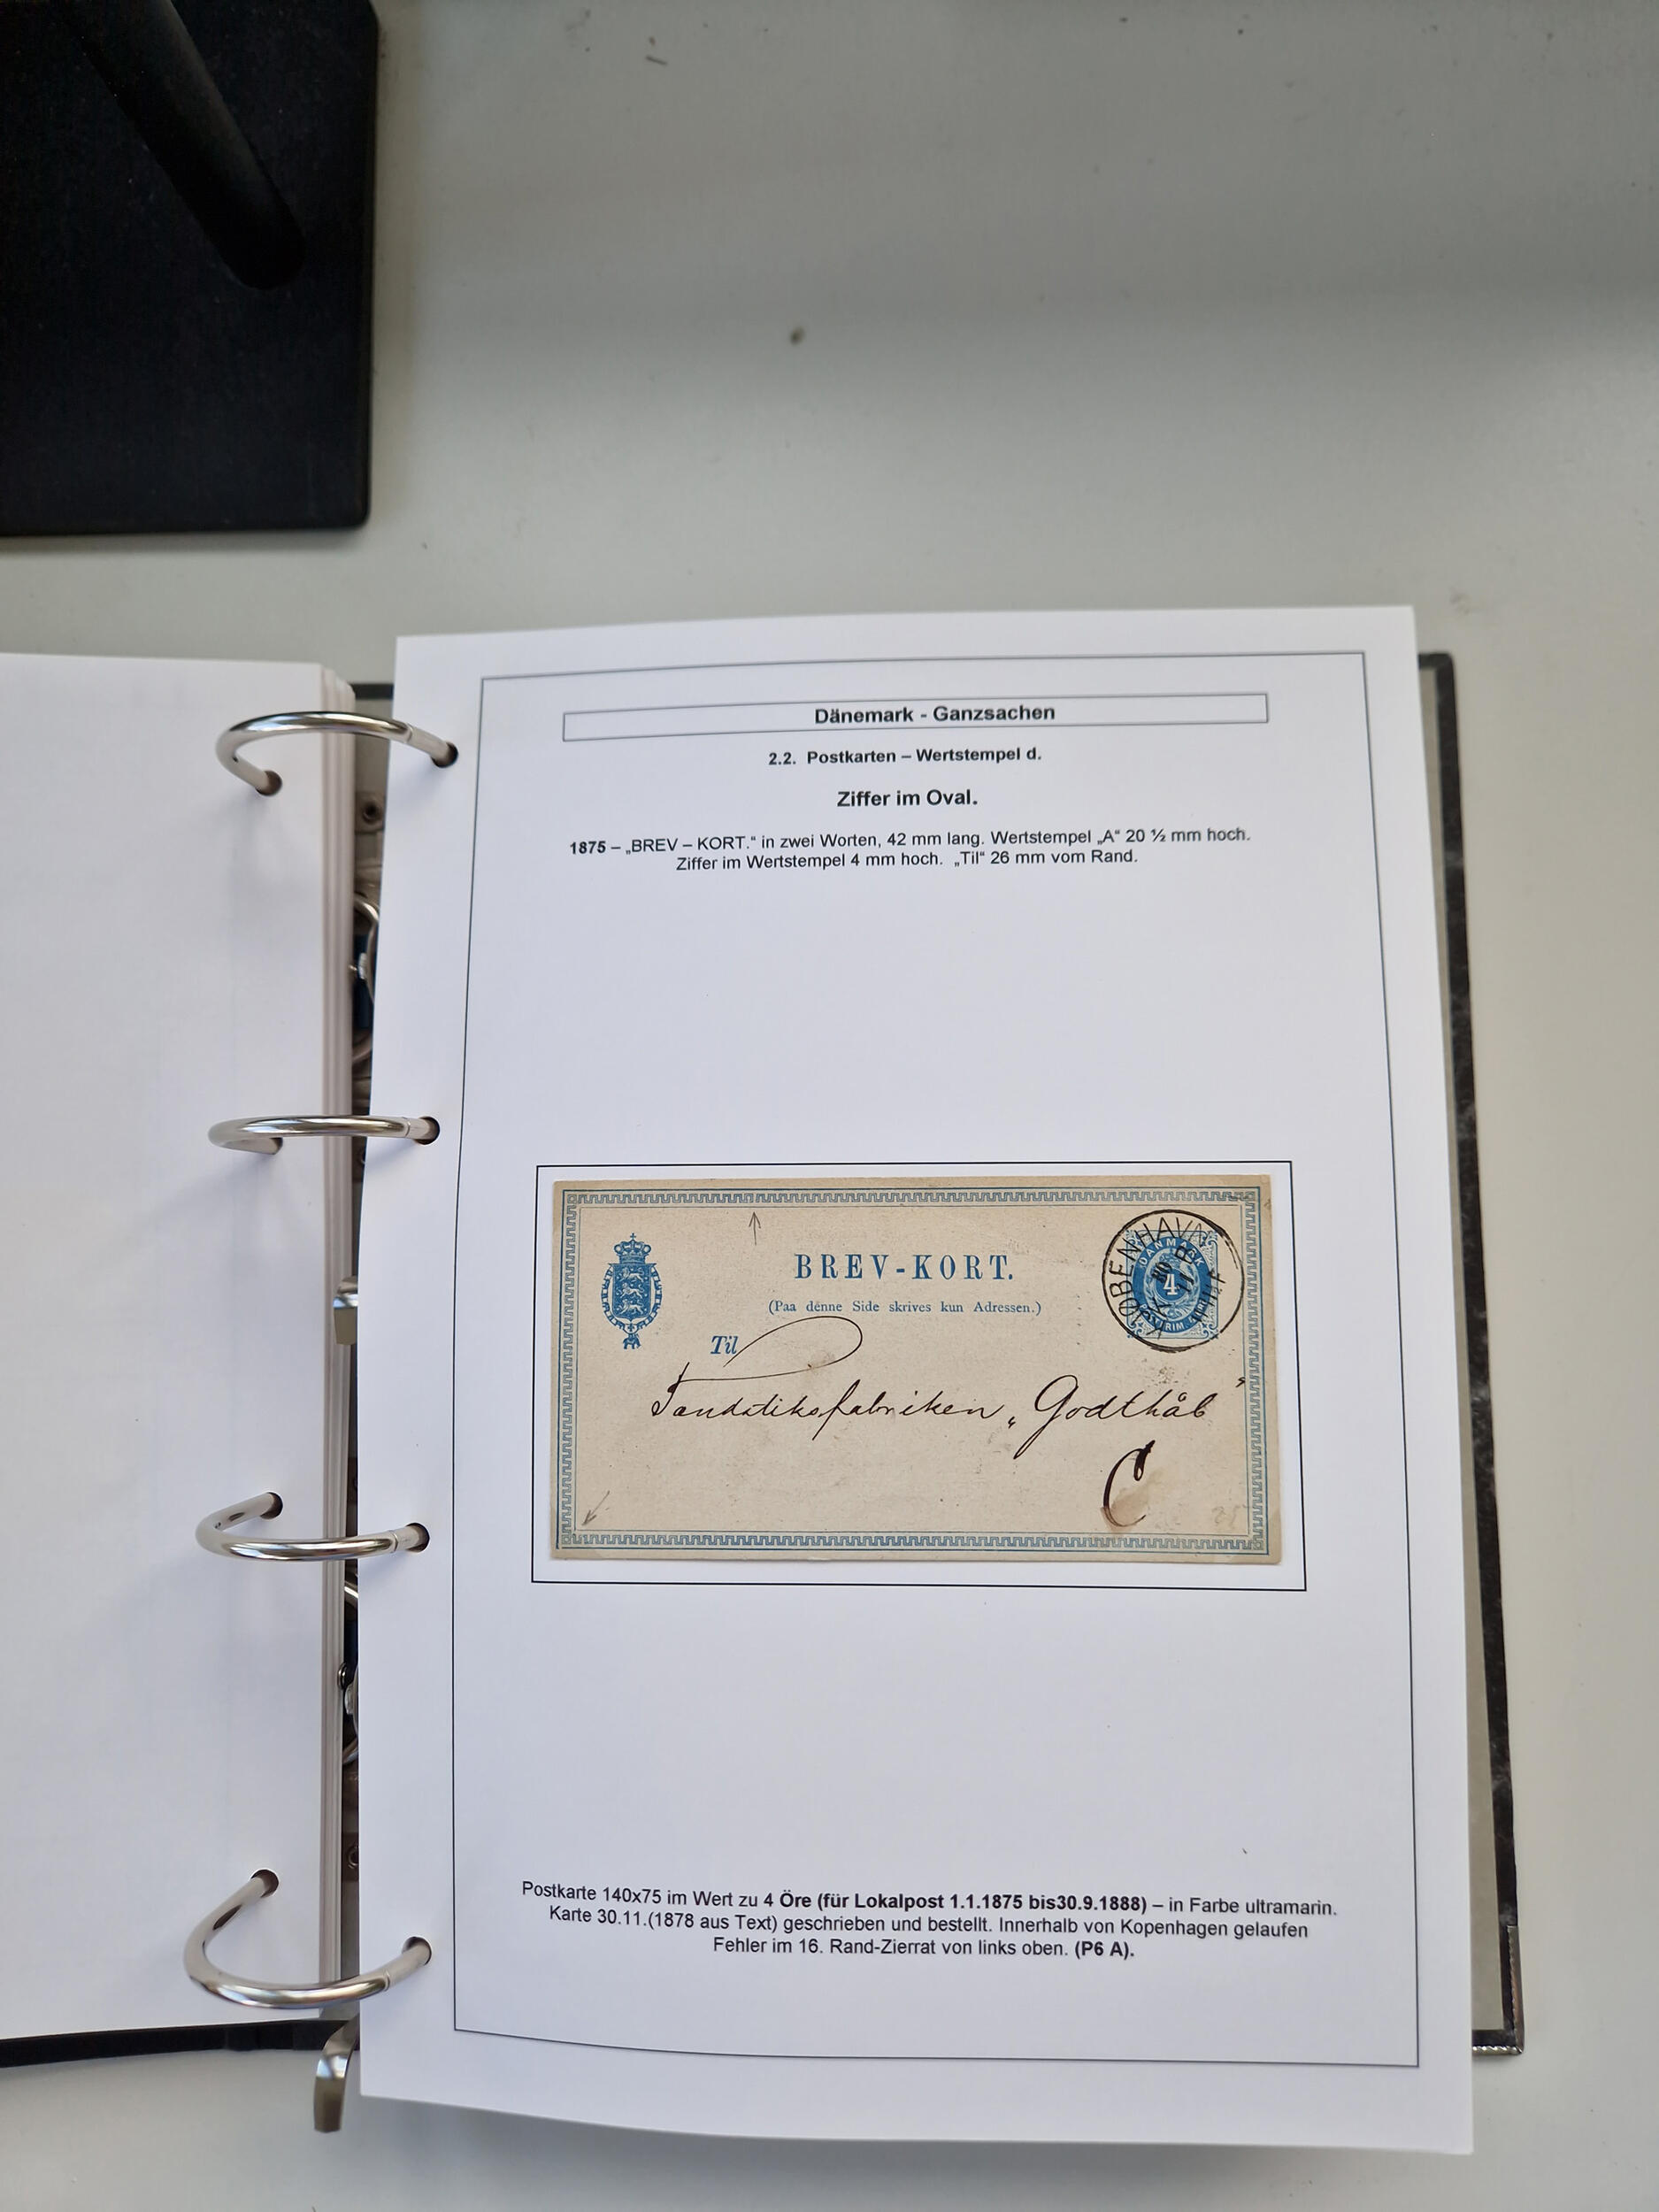 Dänemark - Ganzsachen
2.2. Postkarten – Wertstempel d.
Ziffer im Oval.
1875 – „BREV – KORT.“ in zwei Worten, 42 mm lang. Wertstempel „A“ 20 ½ mm hoch.
Ziffer im Wertstempel 4 mm hoch. „Til“ 26 mm vom Rand.
BREV-KORT.
(Paa denne Side skrives kun Adressen.)
KJØBENHAVN
DANMARK
4
Til
Tandstiksfabriken „Godthåb“
C
Postkarte 140x75 im Wert zu 4 Öre (für Lokalpost 1.1.1875 bis30.9.1888) – in Farbe ultramarin.
Karte 30.11.(1878 aus Text) geschrieben und bestellt. Innerhalb von Kopenhagen gelaufen
Fehler im 16. Rand-Zierrat von links oben. (P6 A).